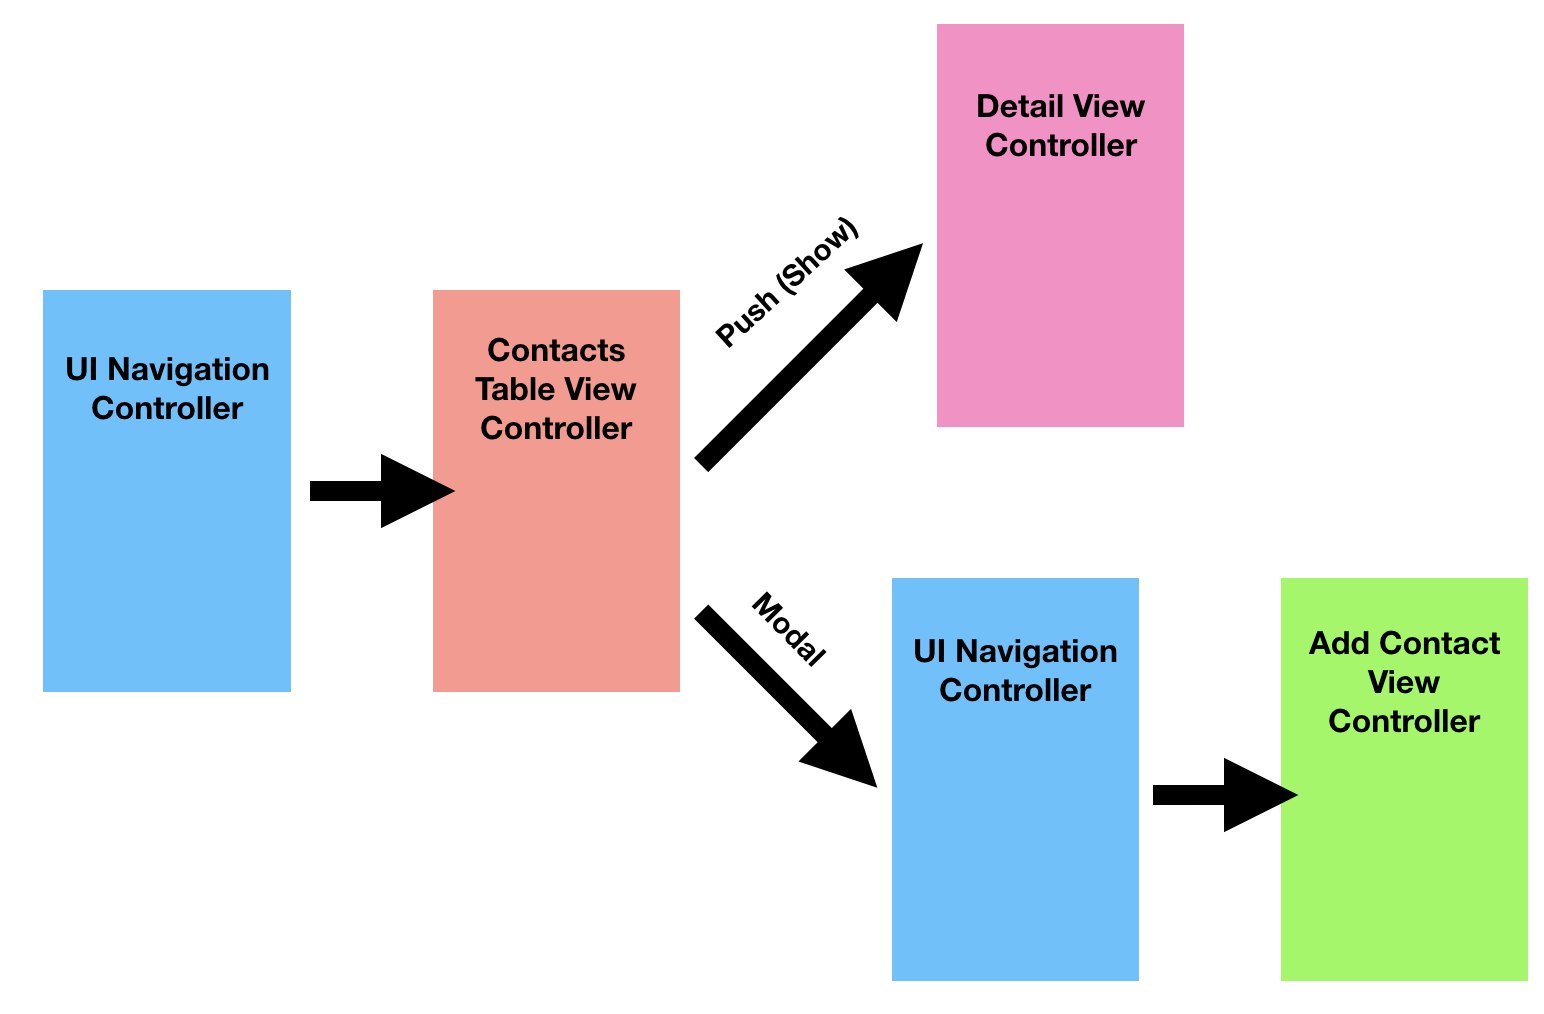 Detail View
Controller
Push (Show)
UI Navigation
Controller
Contacts
Table View
Controller
Modal
UI Navigation
Controller
Add Contact
View
Controller